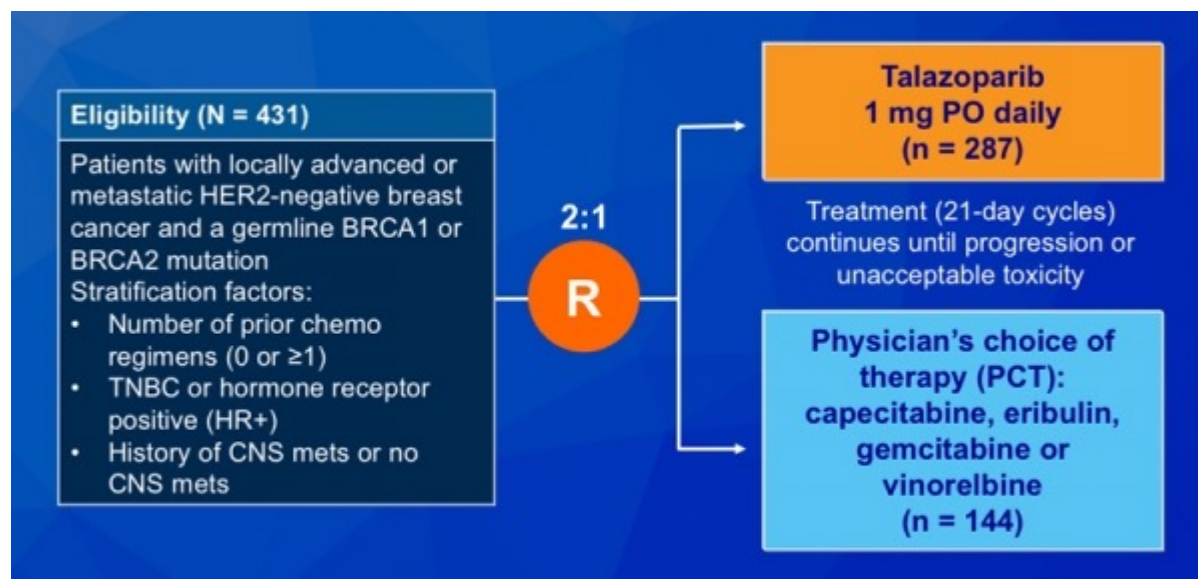 Eligibility (N = 431)
Patients with locally advanced or
metastatic HER2-negative breast
cancer and a germline BRCA1 or
BRCA2 mutation
Stratification factors:
• Number of prior chemo
regimens (0 or ≥1)
• TNBC or hormone receptor
positive (HR+)
• History of CNS mets or no
CNS mets
2:1
R
Talazoparib
1 mg PO daily
(n = 287)
Treatment (21-day cycles)
continues until progression or
unacceptable toxicity
Physician's choice of
therapy (PCT):
capecitabine, eribulin,
gemcitabine or
vinorelbine
(n = 144)